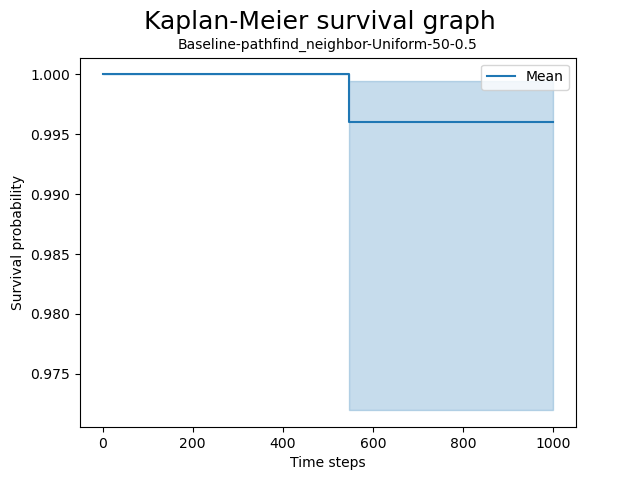 Kaplan-Meier survival graph
Baseline-pathfind_neighbor-Uniform-50-0.5
Mean
1.000
0.995
0.990
0.985
0.980
0.975
Survival probability
0 200 400 600 800 1000
Time steps